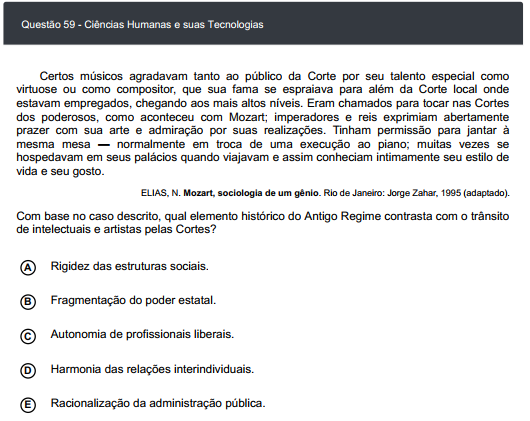 Questão 59 - Ciências Humanas e suas Tecnologias
Certos músicos agradavam tanto ao público da Corte por seu talento especial como
virtuose ou como compositor, que sua fama se espraiava para além da Corte local onde
estavam empregados, chegando aos mais altos níveis. Eram chamados para tocar nas Cortes
dos poderosos, como aconteceu com Mozart; imperadores e reis exprimiam abertamente
prazer com sua arte e admiração por suas realizações. Tinham permissão para jantar à
mesma mesa — normalmente em troca de uma execução ao piano; muitas vezes se
hospedavam em seus palácios quando viajavam e assim conheciam intimamente seu estilo de
vida e seu gosto.
ELIAS, N. Mozart, sociologia de um gênio. Rio de Janeiro: Jorge Zahar, 1995 (adaptado).
Com base no caso descrito, qual elemento histórico do Antigo Regime contrasta com o trânsito
de intelectuais e artistas pelas Cortes?
A Rigidez das estruturas sociais.
B Fragmentação do poder estatal.
C Autonomia de profissionais liberais.
D Harmonia das relações interindividuais.
E Racionalização da administração pública.